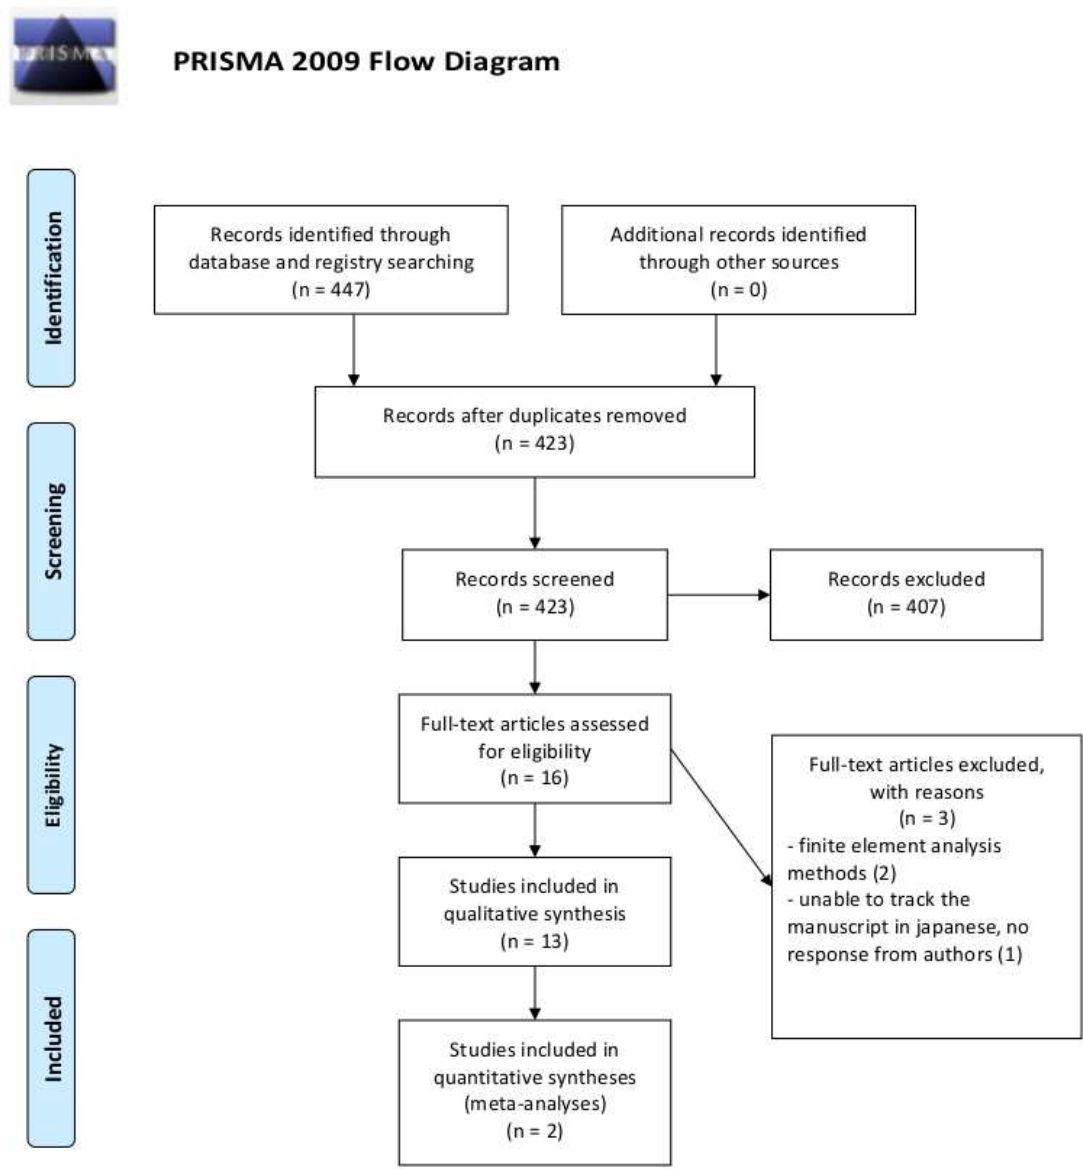 PRISMA
PRISMA 2009 Flow Diagram
Identification
Records identified through
database and registry searching
(n = 447)
Additional records identified
through other sources
(n = 0)
Records after duplicates removed
(n = 423)
Screening
Records screened
(n = 423)
Records excluded
(n = 407)
Eligibility
Full-text articles assessed
for eligibility
(n = 16)
Full-text articles excluded,
with reasons
(n = 3)
- finite element analysis
methods (2)
- unable to track the
manuscript in japanese, no
response from authors (1)
Studies included in
qualitative synthesis
(n = 13)
Included
Studies included in
quantitative syntheses
(meta-analyses)
(n = 2)